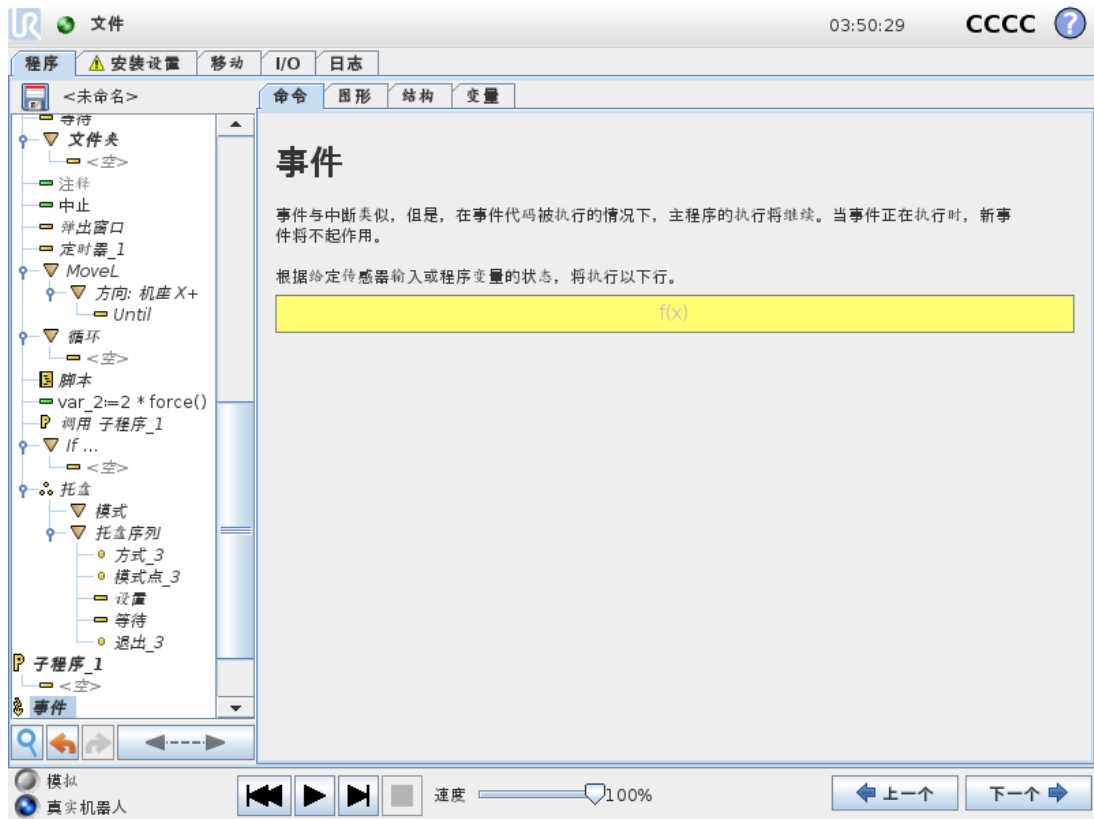 UR 文件 03:50:29 CCCC ?
程序 安装设置 移动 I/O 日志
<未命名>
命令 图形 结构 变量
等待
文件夹
<空>
注释
中止
弹出窗口
定时器_1
MoveL
方向: 机座 X+
Until
循环
<空>
脚本
var_2:=2 * force()
调用 子程序_1
If ...
<空>
托盘
模式
托盘序列
方式_3
模式点_3
设置
等待
退出_3
子程序_1
<空>
事件
事件
事件与中断类似，但是，在事件代码被执行的情况下，主程序的执行将继续。当事件正在执行时，新事
件将不起作用。
根据给定传感器输入或程序变量的状态，将执行以下行。
f(x)
模拟
真实机器人
速度 100%
上一个 下一个